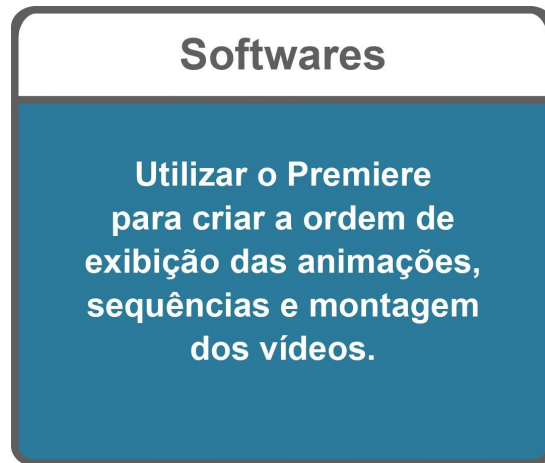 Softwares
Utilizar o Premiere
para criar a ordem de
exibição das animações,
sequências e montagem
dos vídeos.